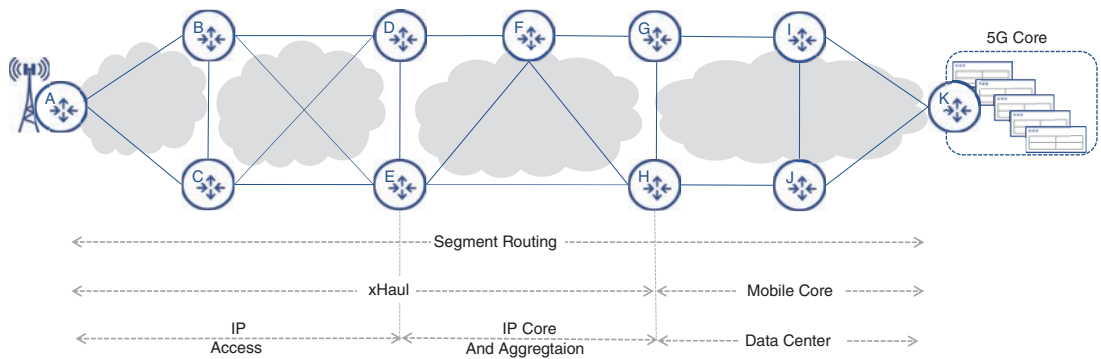 B
D
F
G
I
5G Core
A
K
C
E
H
J
Segment Routing
xHaul
Mobile Core
IP
Access
IP Core
And Aggregtaion
Data Center